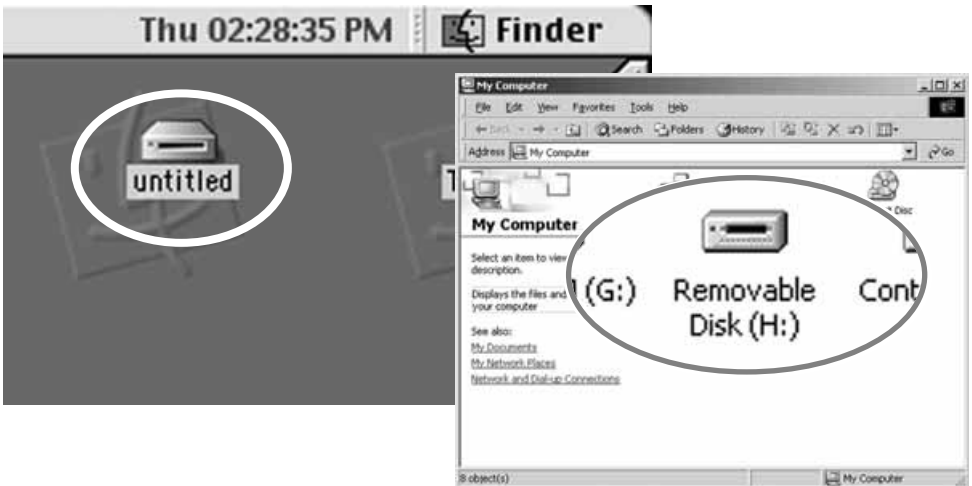 Thu 02:28:35 PM Finder
untitled
T
My Computer
File Edit View Favorites Tools Help
Back Search Folders History
Address My Computer Go
My Computer
Select an item to view
description.
Displays the files and
your computer
See also:
My Documents
My Network Places
Network and Dial-up Connections
Disc
(G:)
Removable
Disk (H:)
Cont
8 object(s) My Computer